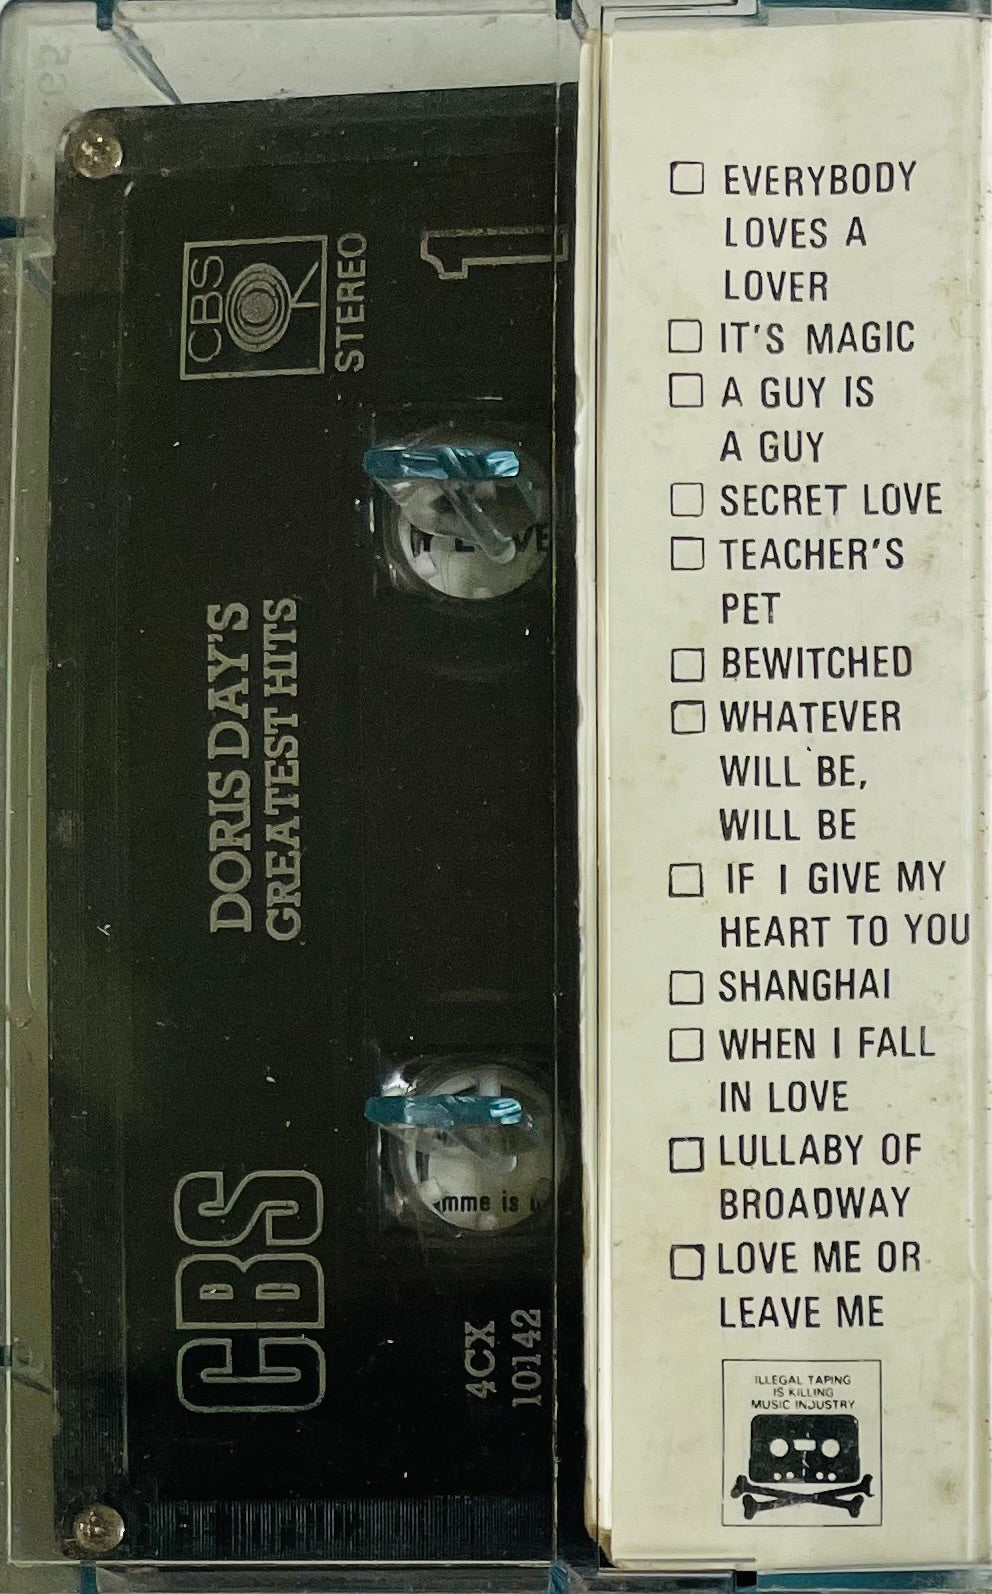 CBS
STEREO
1
DORIS DAY'S
GREATEST HITS
CBS
4CX
10142
mme is
EVERYBODY
LOVES A
LOVER
IT'S MAGIC
A GUY IS
A GUY
SECRET LOVE
TEACHER'S
PET
BEWITCHED
WHATEVER
WILL BE,
WILL BE
IF I GIVE MY
HEART TO YOU
SHANGHAI
WHEN I FALL
IN LOVE
LULLABY OF
BROADWAY
LOVE ME OR
LEAVE ME
ILLEGAL TAPING
IS KILLING
MUSIC INDUSTRY